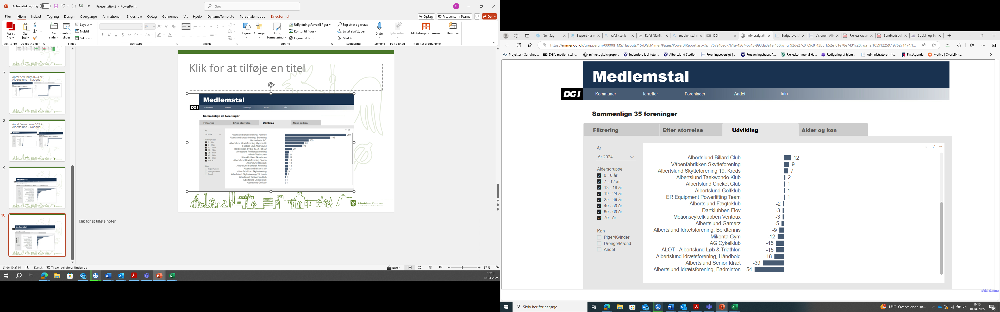 Automatisk lagring
Præsentation2 - PowerPoint
Søg
TJ
Filer Hjem Indsæt Tegning Design Overgange Animationer Slideshow Optag Gennemse Vis Hjælp DynamicTemplate Personalemappe Billedformat
Optag Præsenter i Teams Del
Assist Pro
Sæt ind
Ny slide
Genbrug slides
Layout
Nulstil
Sektion
20
F K U S ab AV Aa A
Figurer Arranger Hurtig formatering
Udfyldningsfarve til figur
Kontur til figur
Figureffekter
Søg efter og erstat
Erstat skrifttyper
Markér
Dikter
Følsomhed
Tilføjelsesprogrammer
Designer
Assist Pro Udklipsholder Slides Skrifttype Afsnit Tegning Redigering Stemme Følsomhed Tilføjelsesprogrammer
7
Antal flere børn 0-24 år
Albertslund – National
8
Antal færre børn 0-24 år
Albertslund – National
9
Medlemstal
10
Medlemstal
Klik for at tilføje en titel
Medlemstal
DGI
Kommuner Idrætter Foreninger Andet Info
Sammenlign 35 foreninger
Filtrering Efter størrelse Udvikling Alder og køn
År
År 2024
Aldersgruppe
0 - 6 år
7 - 12 år
13 - 18 år
19 - 24 år
25 - 39 år
40 - 59 år
60 - 69 år
70+ år
Køn
Piger/Kvinder
Drenge/Mænd
Andet
Albertslund Idrætsforening, Fodbold 259
Albertslund Idrætsforening, Svømning 192
Herstedøster I.C. 100
Albertslund Idrætsforening, Gymnastik 81
Football Club Albertslund 73
Boldklubben Syd af 1972 - BS 72 29
Vestegnens Politiidrætsforening 17
Hrimnir Vestskoven 14
Klatreklubben Skorstenen 14
Albertslund Idrætsforening, Tennis 13
Albertslund Rideklub 13
Albertslund Styrkeløft Forening 13
Albertslund Billard Club 12
Våbenfabrikken Skytteforening 9
Albertslund Skytteforening 19. Kreds 7
Albertslund Taekwondo Klub 2
Albertslund Cricket Club 1
Albertslund Golfklub 1
Albertslund Kommune
Klik for at tilføje noter
Slide 10 af 10 Dansk Tilgængelighed: Undersøg
Noter
87 %
16:10
10-04-2025
NemSag
Ekspert har o
rafal niznik -
Rafał Niźnik
medlemstal
DGI
mimer.dgi.dk
Budgetovers
Visioner | Alb
Fællesskabsp
Sundhedspol
Social- og Su
https://mimer.dgi.dk/grupperum/00000ITMS/_layouts/15/DGI.Mimer/Pages/PowerBIReport.aspx?p=757a48ed-7b1a-4567-bc43-993da3a1ef46&w=g_92de27c0_69c8_43b5_b52e_81e78e7431c2&_ga=2.105912259.1976271474.1...
Projekter - Sundhed...
DGI's medlemstal -...
mimer.dgi.dk/grupp...
Indendørs faciliteter...
Albertslund Stadion
Foreningsoversigt |...
Forsamlingshuset Al...
Fælleskommunal Ha...
Redigering af hjem...
Administratorer - K...
FirstAgenda
Motivu | Overblik -...
Medlemstal
DGI
Kommuner Idrætter Foreninger Andet Info
Sammenlign 35 foreninger
Filtrering Efter størrelse Udvikling Alder og køn
År
År 2024
Aldersgruppe
0 - 6 år
7 - 12 år
13 - 18 år
19 - 24 år
25 - 39 år
40 - 59 år
60 - 69 år
70+ år
Køn
Piger/Kvinder
Drenge/Mænd
Andet
Albertslund Billard Club 12
Våbenfabrikken Skytteforening 9
Albertslund Skytteforening 19. Kreds 7
Albertslund Taekwondo Klub 2
Albertslund Cricket Club 1
Albertslund Golfklub 1
ER Equipment Powerlifting Team 1
Albertslund Fægteklub -2
Dartklubben Fiov -3
Motionscykelklubben Ventoux -3
Albertslund Gamerz -5
Albertslund Idrætsforening, Bordtennis -9
Mikenta Gym -12
AG Cykelklub -15
ALOT - Albertslund Løb & Triathlon -15
Albertslund Idrætsforening, Håndbold -18
Albertslund Senior Idræt -39
Albertslund Idrætsforening, Badminton -54
(fuld skærm)
Skriv her for at søge
13°C Overvejende so...
16:10
10-04-2025
19